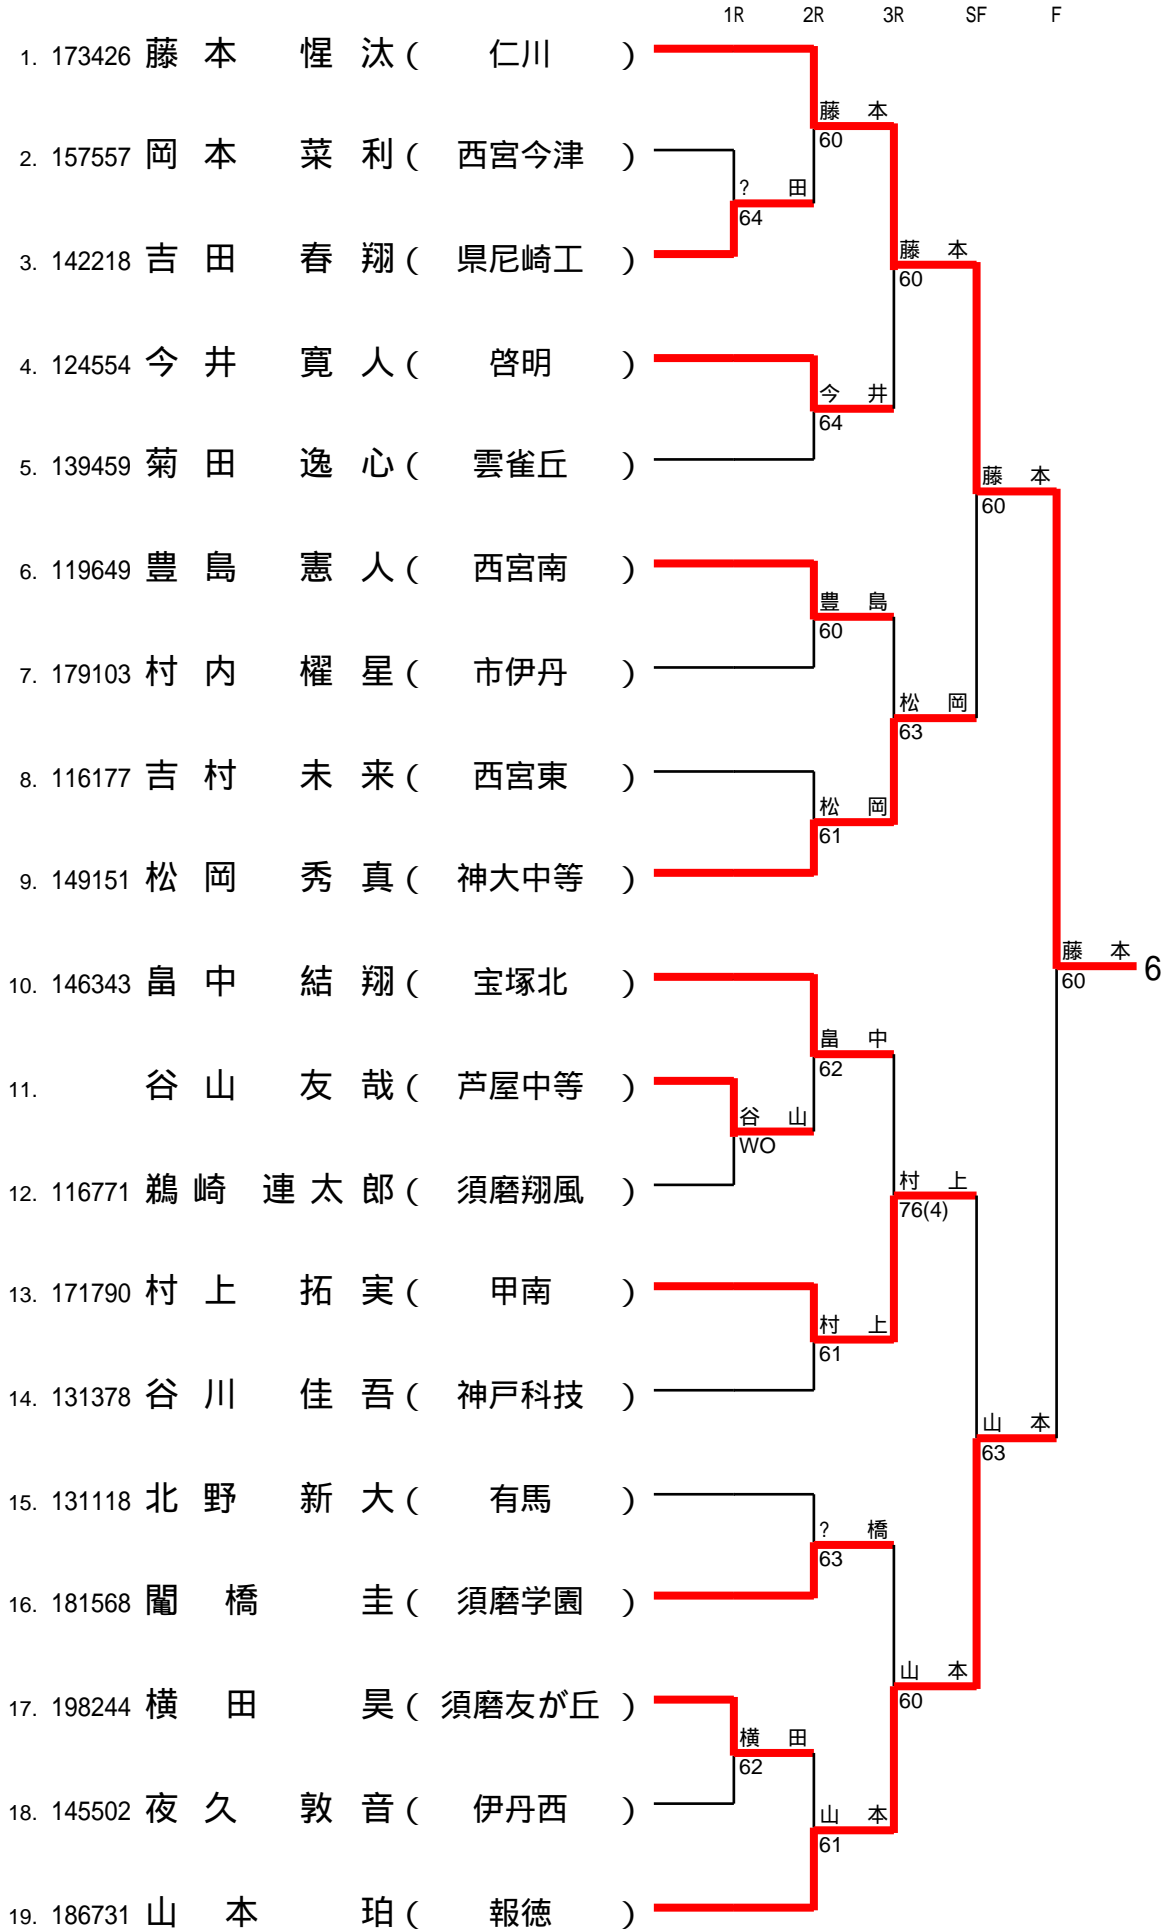 1R 2R 3R SF F
1. 173426 藤本 惺汰 ( 仁川 )
藤本
60
2. 157557 岡本 菜利 ( 西宮今津 )
? 田
64
3. 142218 吉田 春翔 ( 県尼崎工 )
藤本
60
4. 124554 今井 寛人 ( 啓明 )
今井
64
5. 139459 菊田 逸心 ( 雲雀丘 )
藤本
60
6. 119649 豊島 憲人 ( 西宮南 )
豊島
60
7. 179103 村内 櫂星 ( 市伊丹 )
松岡
63
8. 116177 吉村 未来 ( 西宮東 )
松岡
61
9. 149151 松岡 秀真 ( 神大中等 )
藤本
60
6
10. 146343 畠中 結翔 ( 宝塚北 )
畠中
62
11. 谷山 友哉 ( 芦屋中等 )
谷山
WO
12. 116771 鵜崎 連太郎 ( 須磨翔風 )
村上
76(4)
13. 171790 村上 拓実 ( 甲南 )
村上
61
14. 131378 谷川 佳吾 ( 神戸科技 )
山本
63
15. 131118 北野 新大 ( 有馬 )
? 橋
63
16. 181568 橋 圭 ( 須磨学園 )
山本
60
17. 198244 横田 昊 ( 須磨友が丘 )
横田
62
18. 145502 夜久 敦音 ( 伊丹西 )
山本
61
19. 186731 山本 珀 ( 報徳 )